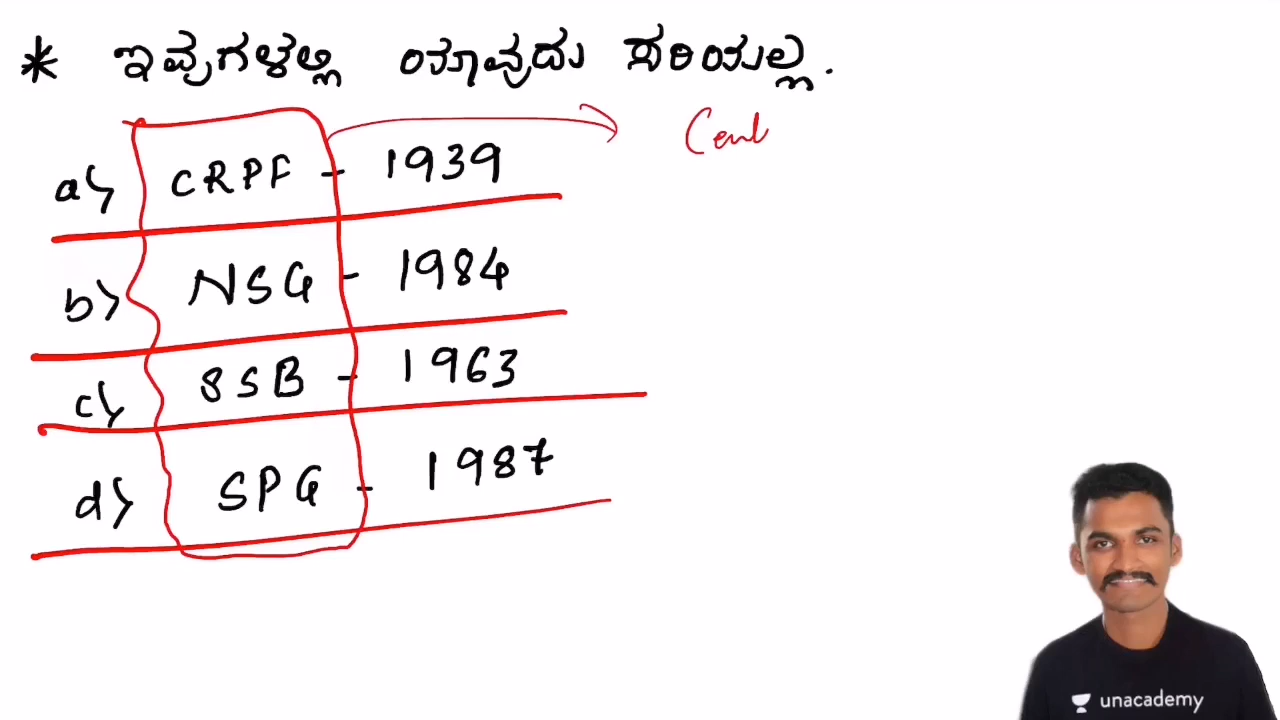 * ಇವುಗಳಲ್ಲಿ ಯಾವುದು ಸರಿಯಲ್ಲ.
Cent
a) CRPF - 1939
b) NSG - 1984
c) SSB - 1963
d) SPG - 1987
unacademy